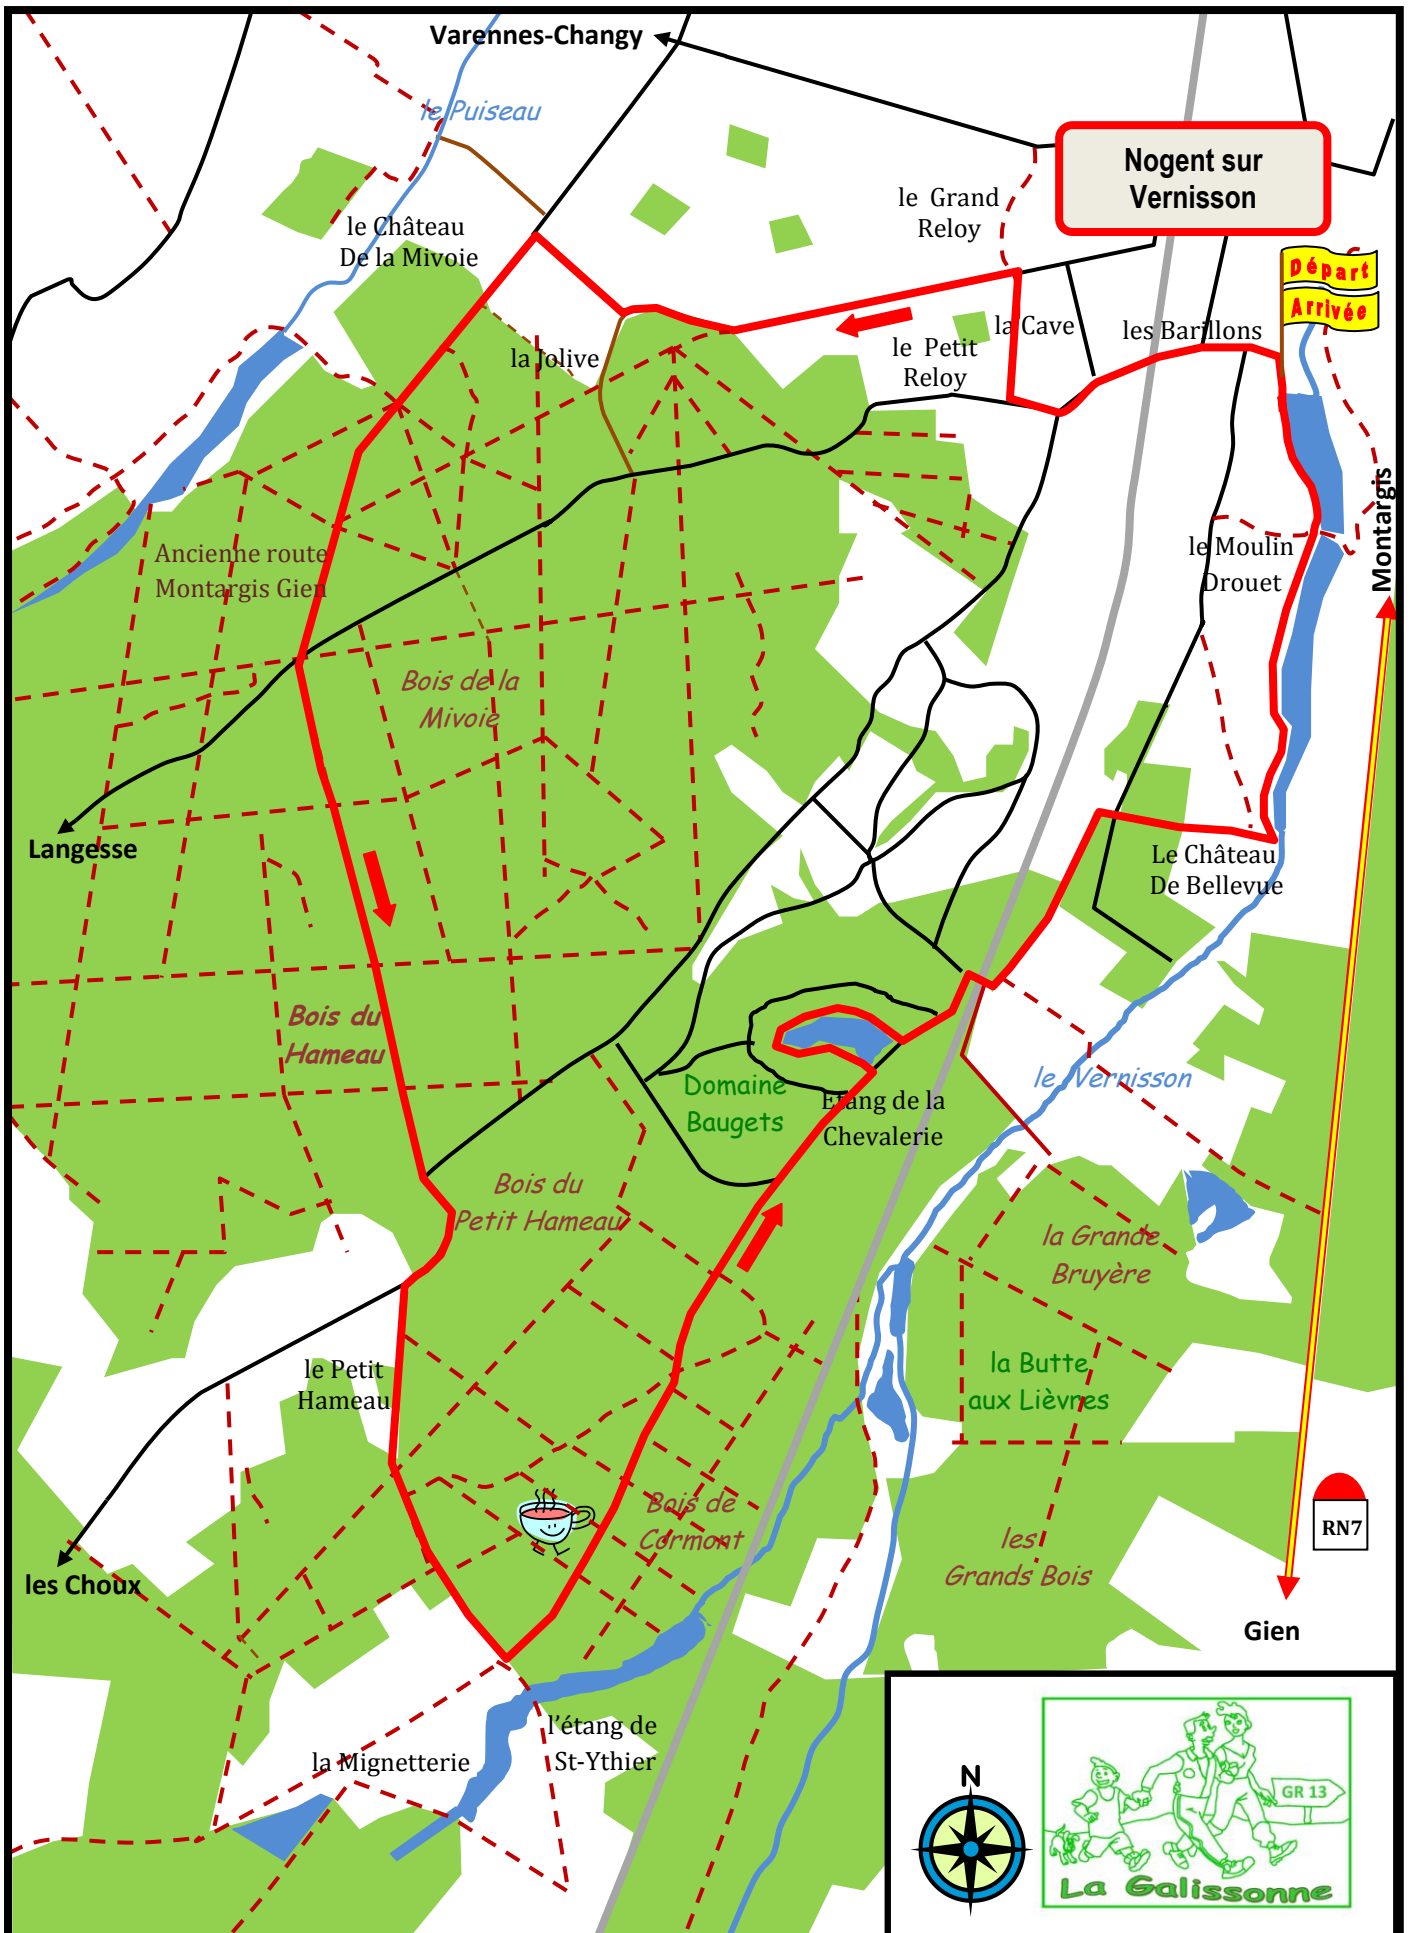 Varennes-Changy
le Puiseau
Nogent sur
Vernisson
le Grand
Reloy
le Château
De la Mivoie
Départ
Arrivée
la Cave
les Barillons
la Jolive
le Petit
Reloy
Montargis
Ancienne route
Montargis Gien
le Moulin
Drouet
Bois de la
Mivoie
Langesse
Le Château
De Bellevue
Bois du
Hameau
Domaine
Baugets
le Vernisson
Etang de la
Chevalerie
Bois du
Petit Hameau
la Grande
Bruyère
le Petit
Hameau
la Butte
aux Lièvres
Bois de
Cormont
RN7
les
Grands Bois
les Choux
Gien
l'étang de
St-Ythier
la Mignetterie
N
GR 13
La Galissonne